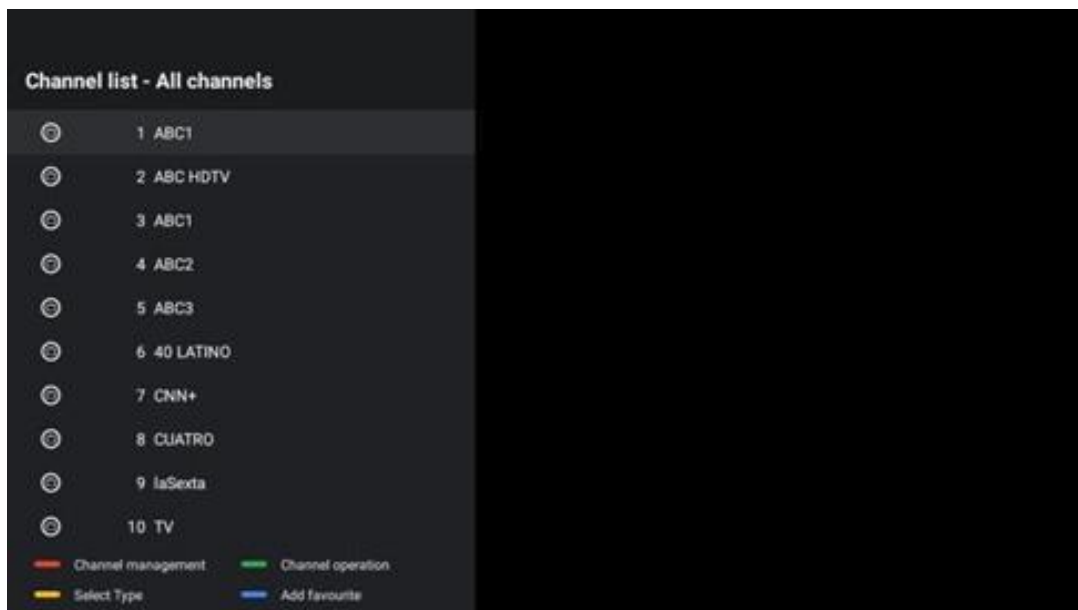 Channel list - All channels
1 ABC1
2 ABC HDTV
3 ABC1
4 ABC2
5 ABC3
6 40 LATINO
7 CNN+
8 CUATRO
9 laSexta
10 TV
Channel management Channel operation
Select Type Add favourite